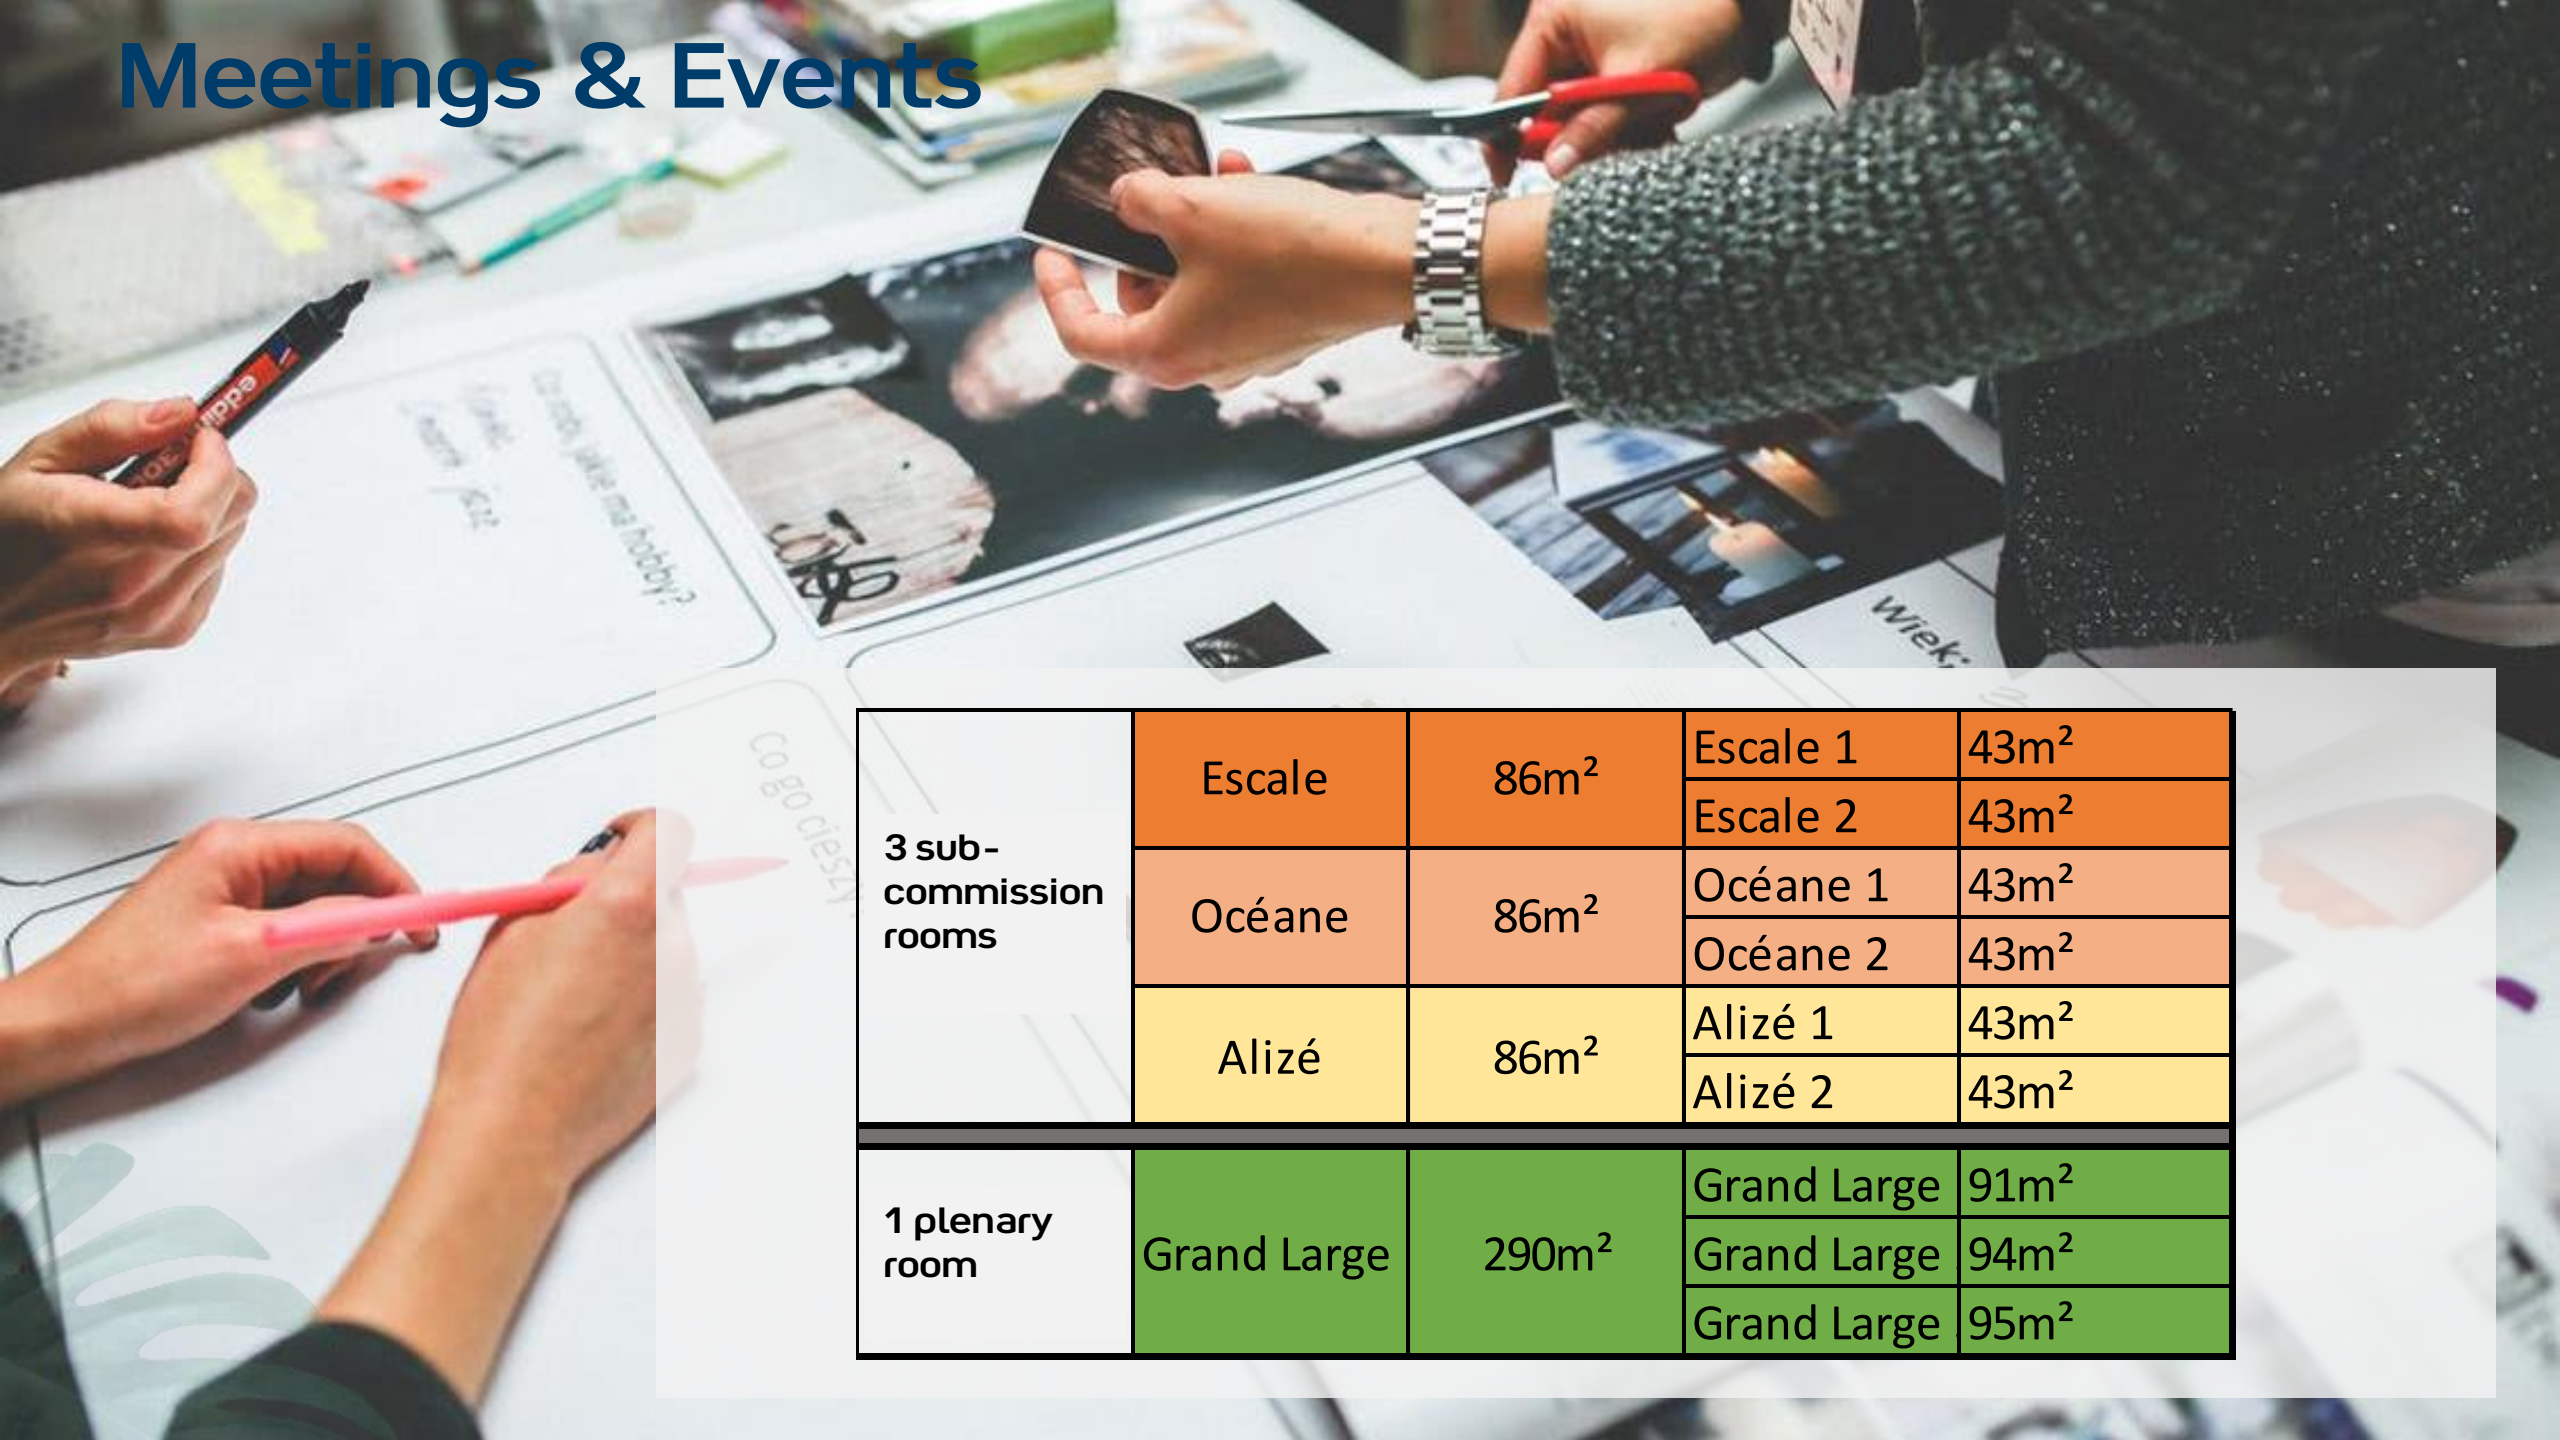 Meetings & Events
eddi
Co robi, jakie ma hobby?
wiek:
Co go cieszy
3 sub-
commission
rooms
Escale
86m²
Escale 1
43m²
Escale 2
43m²
Océane
86m²
Océane 1
43m²
Océane 2
43m²
Alizé
86m²
Alizé 1
43m²
Alizé 2
43m²
1 plenary
room
Grand Large
290m²
Grand Large
91m²
Grand Large
94m²
Grand Large
95m²